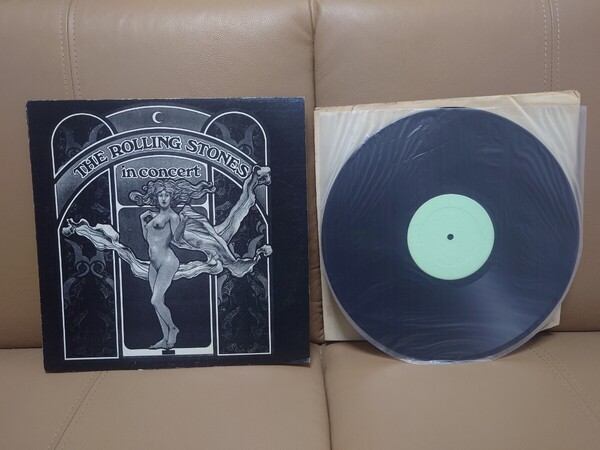 THE ROLLING STONES
in concert